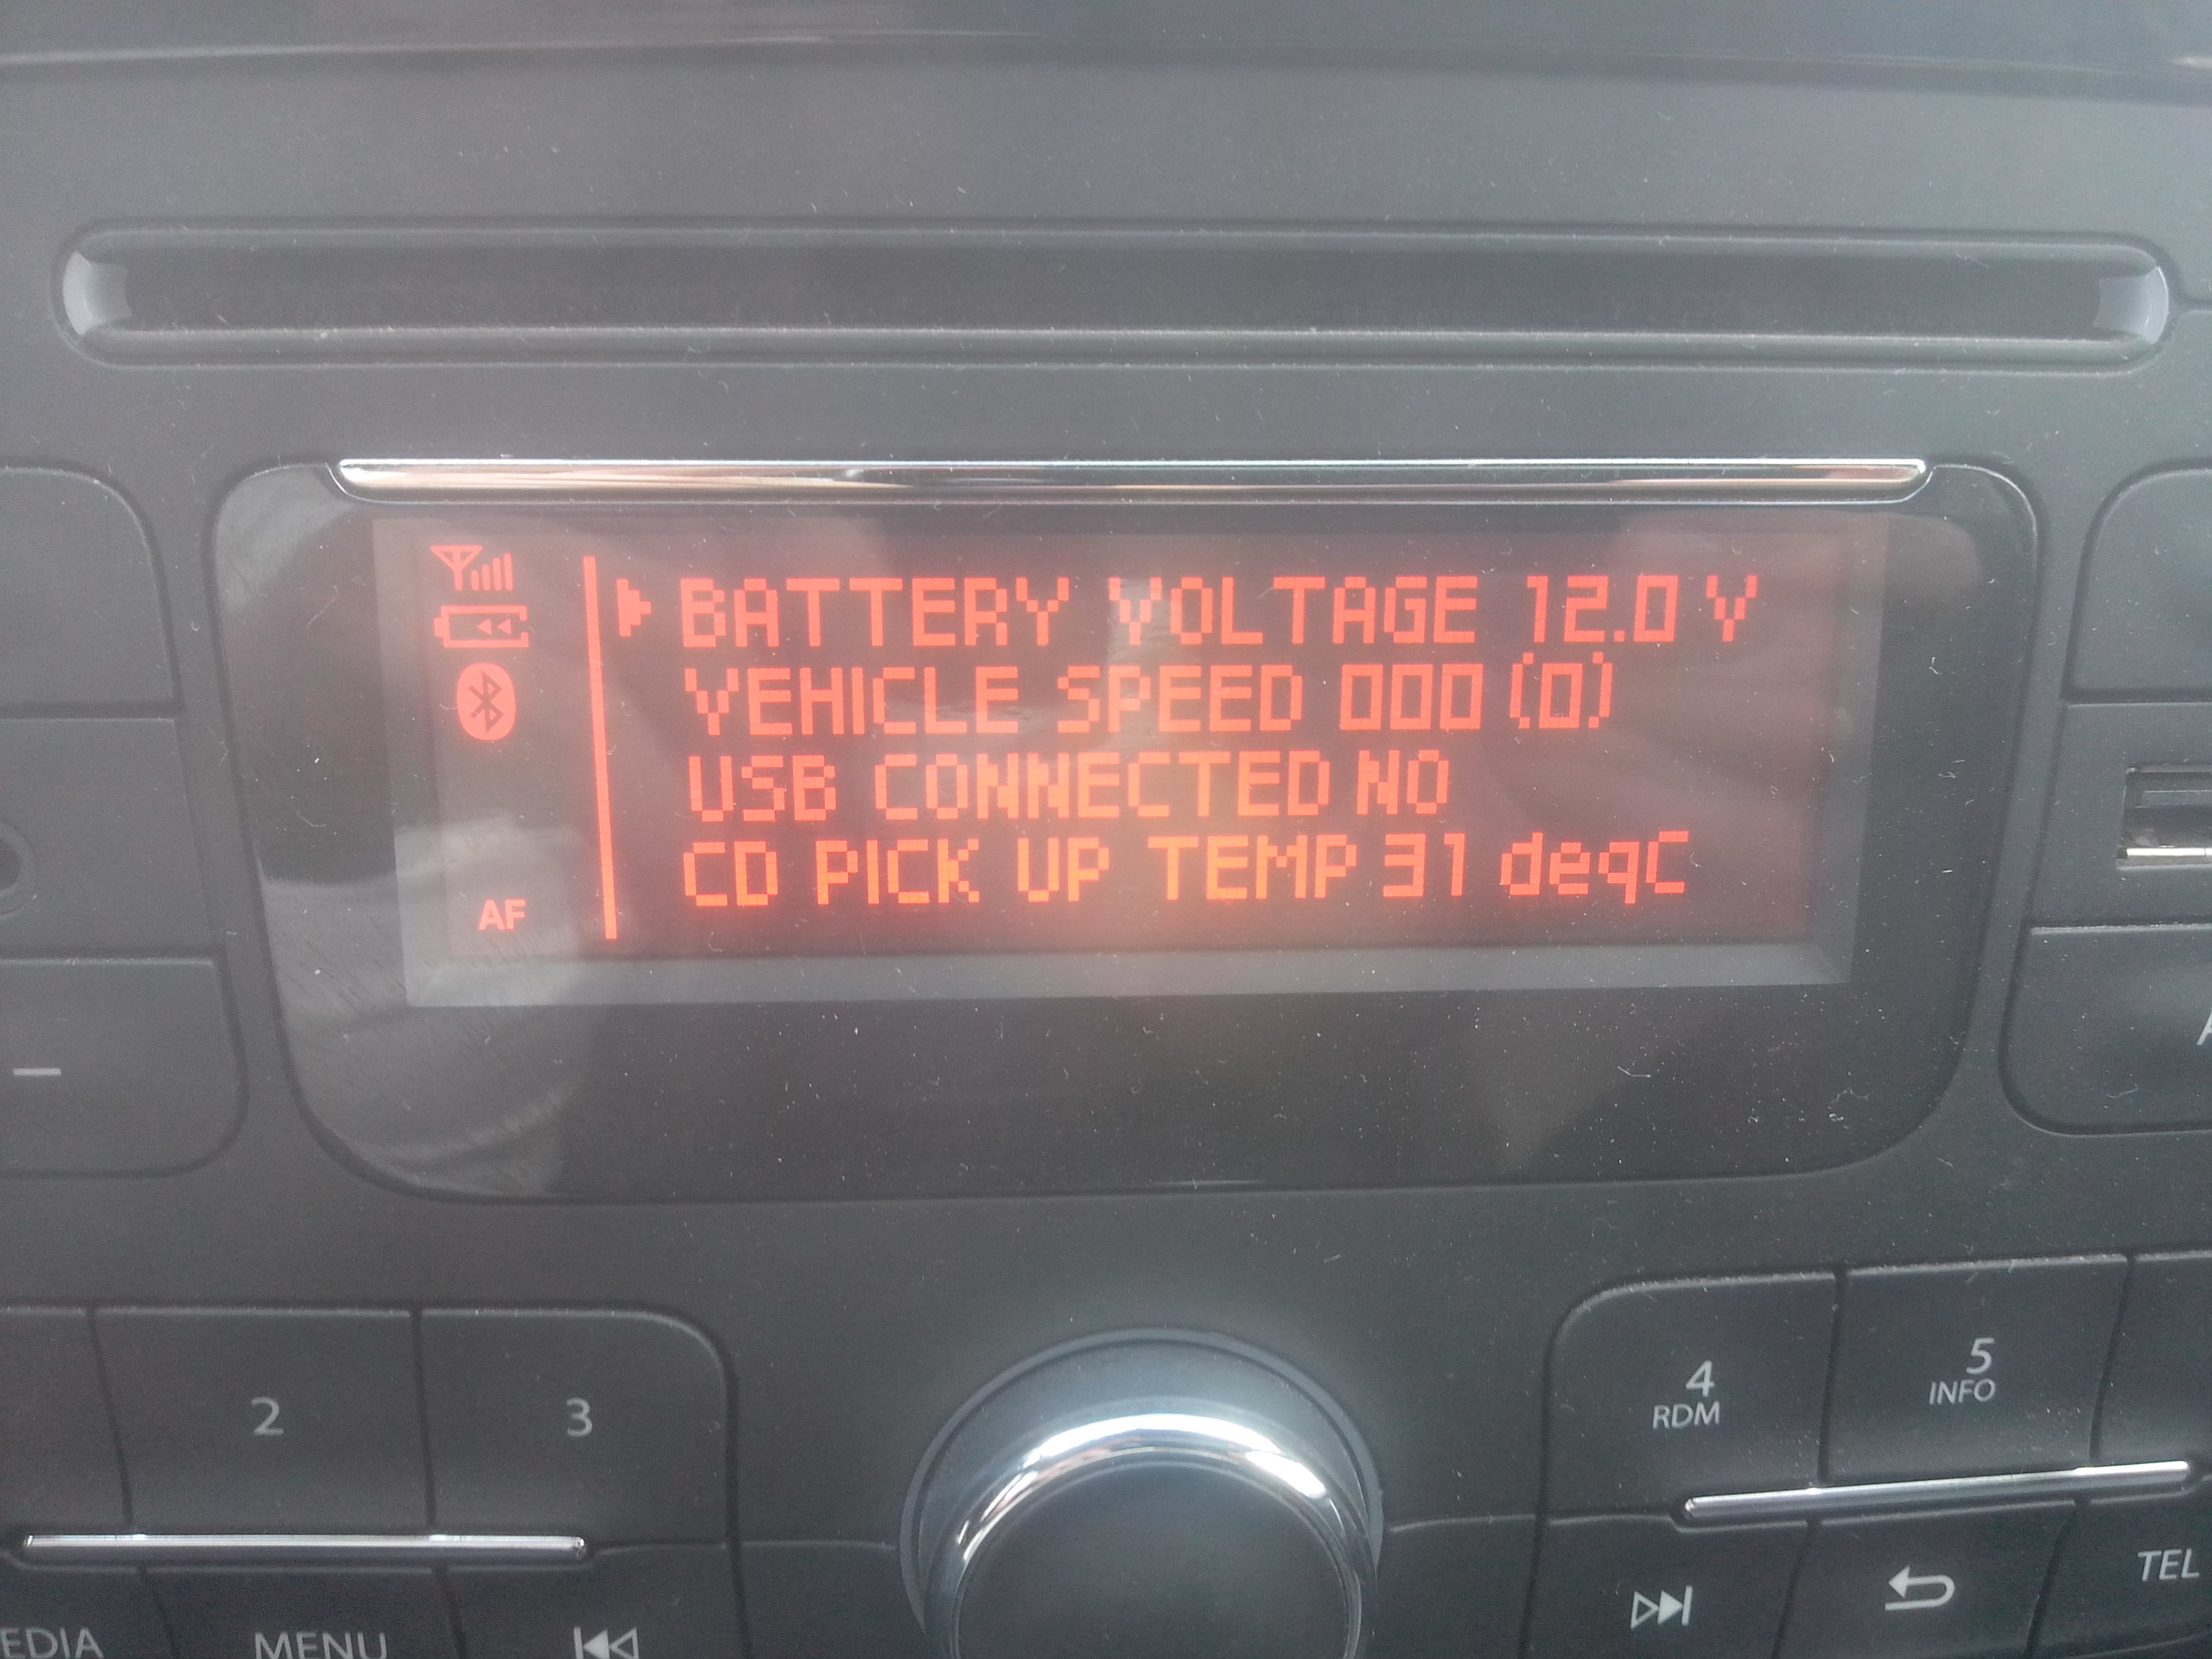 BATTERY VOLTAGE 12.0 V
VEHICLE SPEED 000 (0)
USB CONNECTED NO
CD PICK UP TEMP 31 degC
AF
2
3
4
RDM
5
INFO
EDIA
MENU
TEL